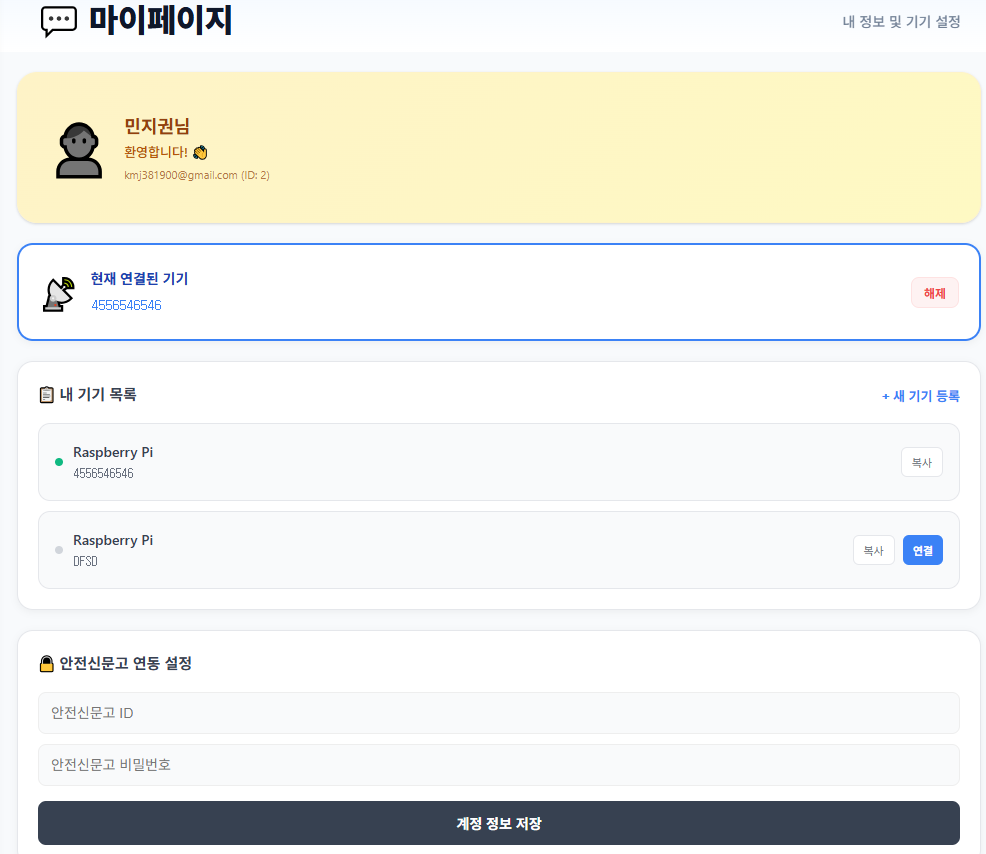 마이페이지
내 정보 및 기기 설정
민지권님
환영합니다! 👏
kmj381900@gmail.com (ID: 2)
현재 연결된 기기
4556546546
해제
내 기기 목록
+ 새 기기 등록
Raspberry Pi
4556546546
복사
Raspberry Pi
DFSD
복사
연결
안전신문고 연동 설정
안전신문고 ID
안전신문고 비밀번호
계정 정보 저장